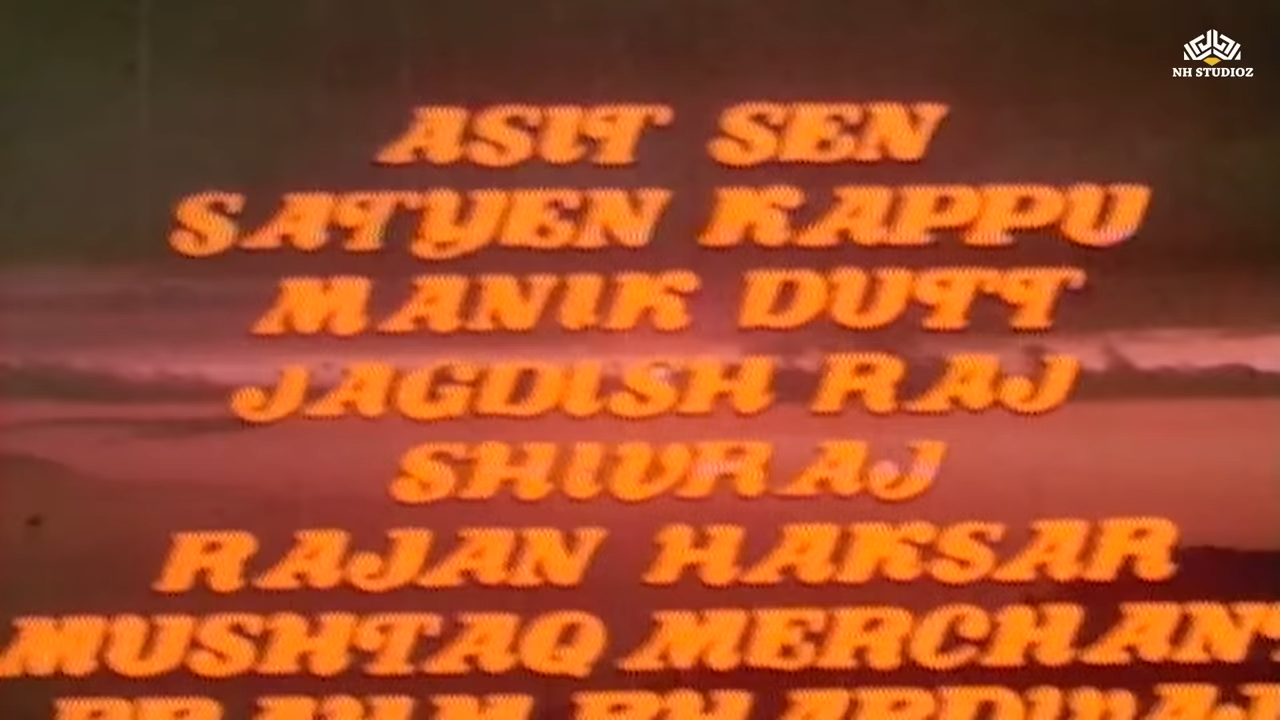 NH STUDIOZ
ASIT SEN
SATYEN KAPPU
MANIK DUTT
JAGDISH RAJ
SHIVRAJ
RAJAN HAKSAR
MUSHTAQ MERCHANT